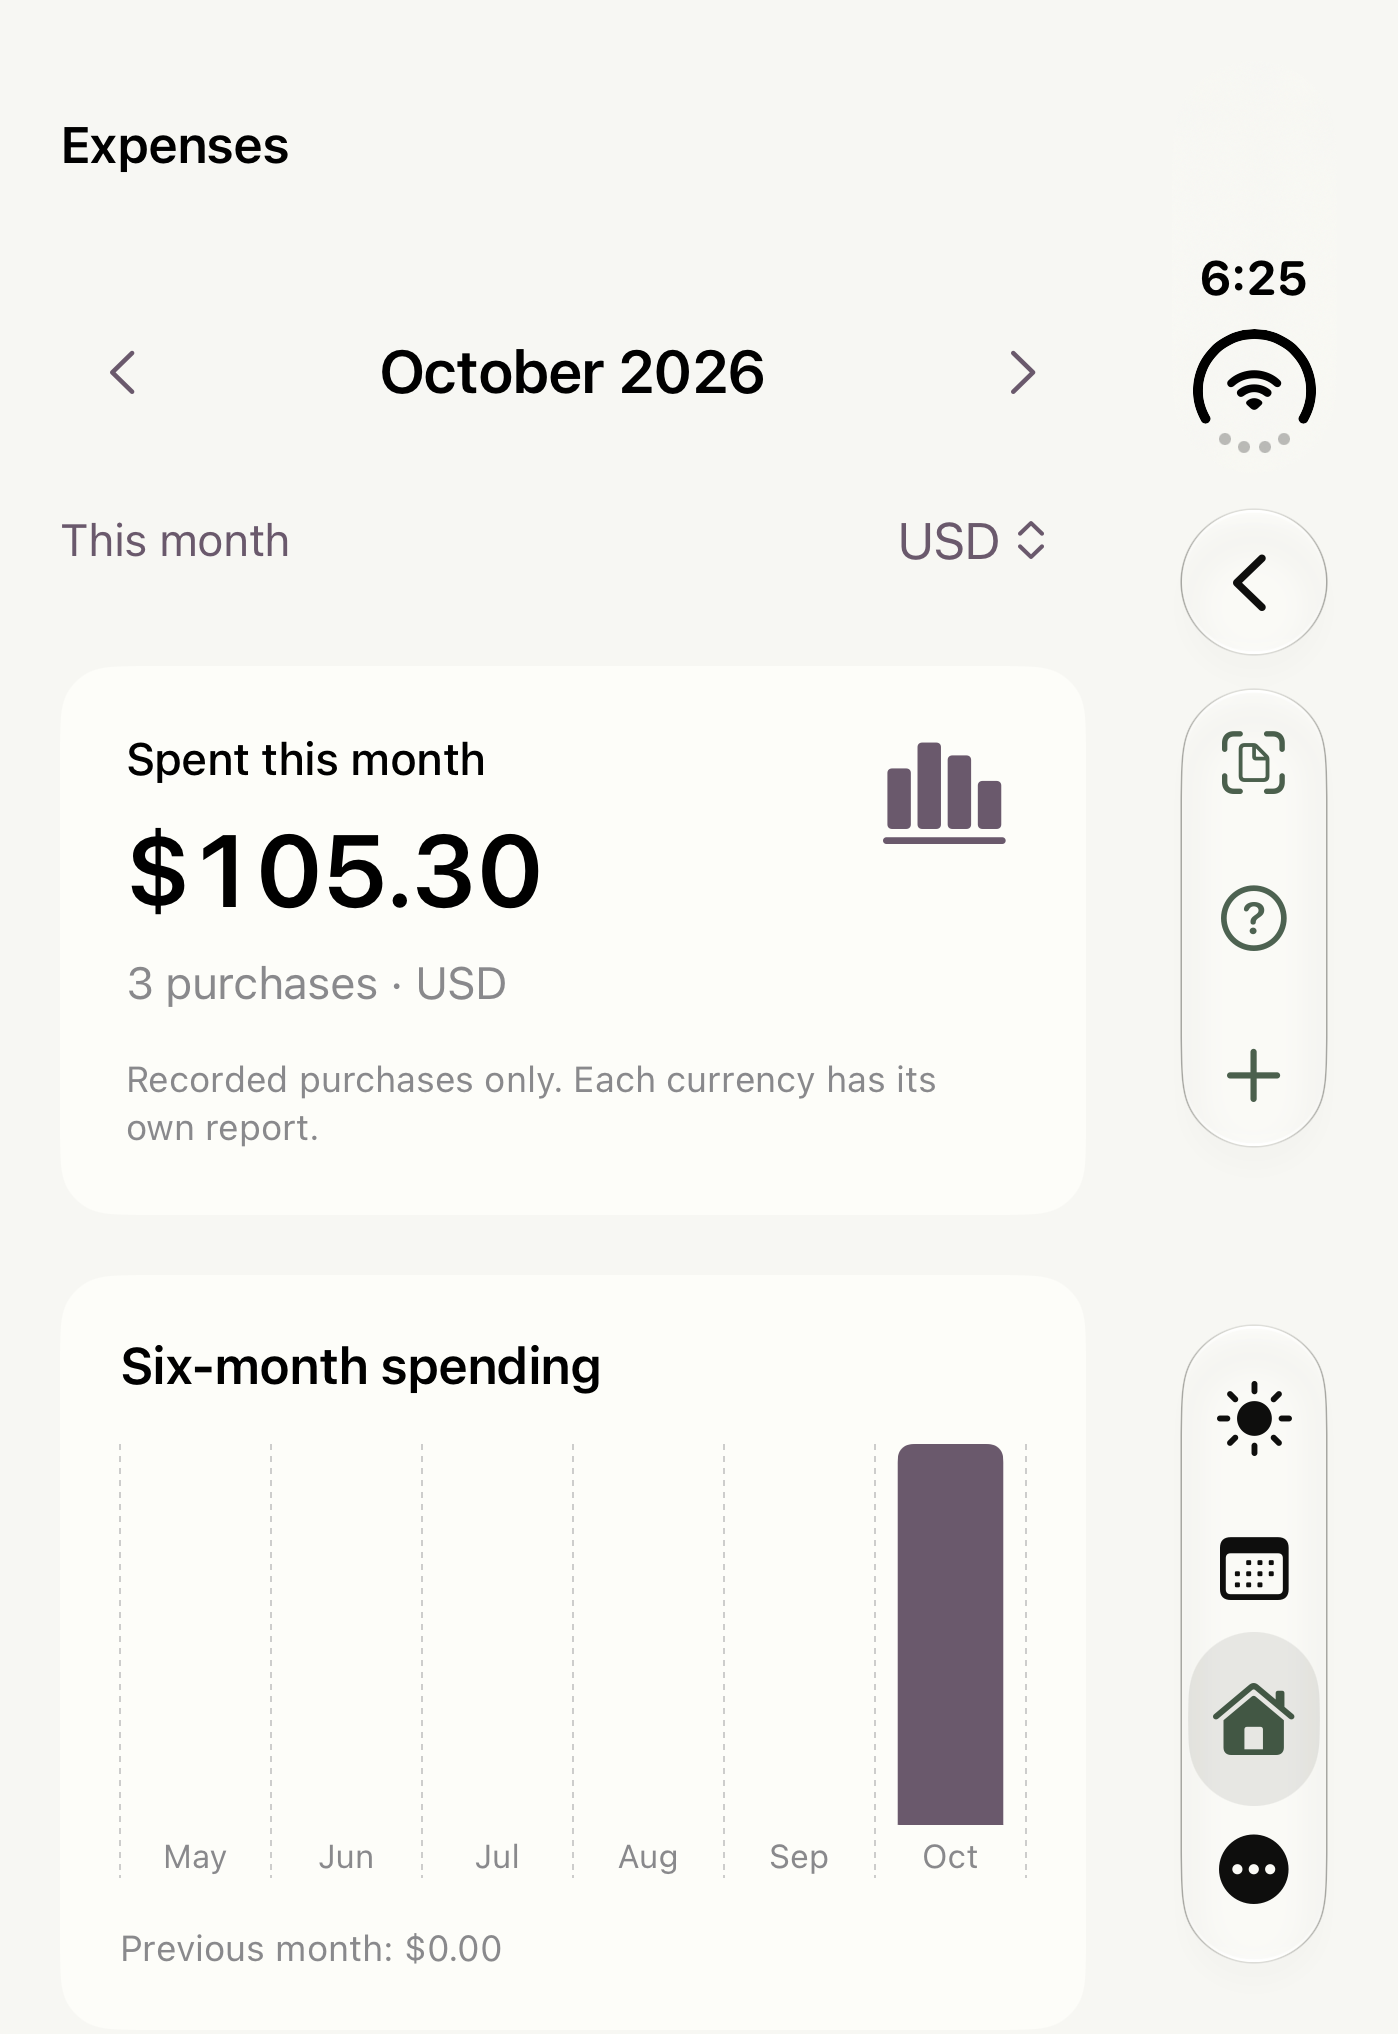 Expenses
6:25
October 2026
This month
USD
Spent this month
$105.30
3 purchases · USD
Recorded purchases only. Each currency has its
own report.
Six-month spending
May Jun Jul Aug Sep Oct
Previous month: $0.00